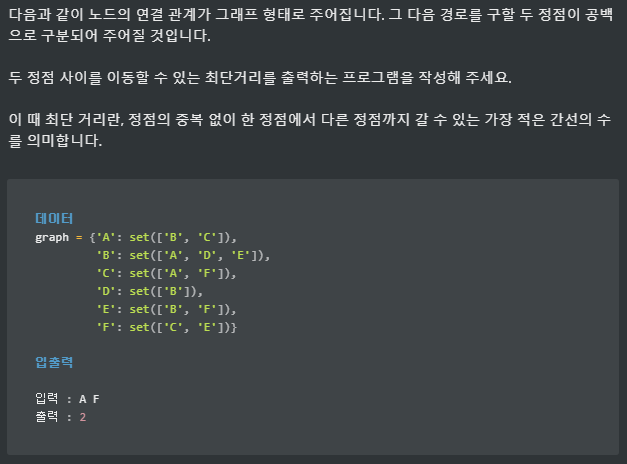 다음과 같이 노드의 연결 관계가 그래프 형태로 주어집니다. 그 다음 경로를 구할 두 정점이 공백
으로 구분되어 주어질 것입니다.
두 정점 사이를 이동할 수 있는 최단거리를 출력하는 프로그램을 작성해 주세요.
이 때 최단 거리란, 정점의 중복 없이 한 정점에서 다른 정점까지 갈 수 있는 가장 적은 간선의 수
를 의미합니다.
데이터
graph = {'A': set(['B', 'C']),
'B': set(['A', 'D', 'E']),
'C': set(['A', 'F']),
'D': set(['B']),
'E': set(['B', 'F']),
'F': set(['C', 'E'])}
입출력
입력 : A F
출력 : 2